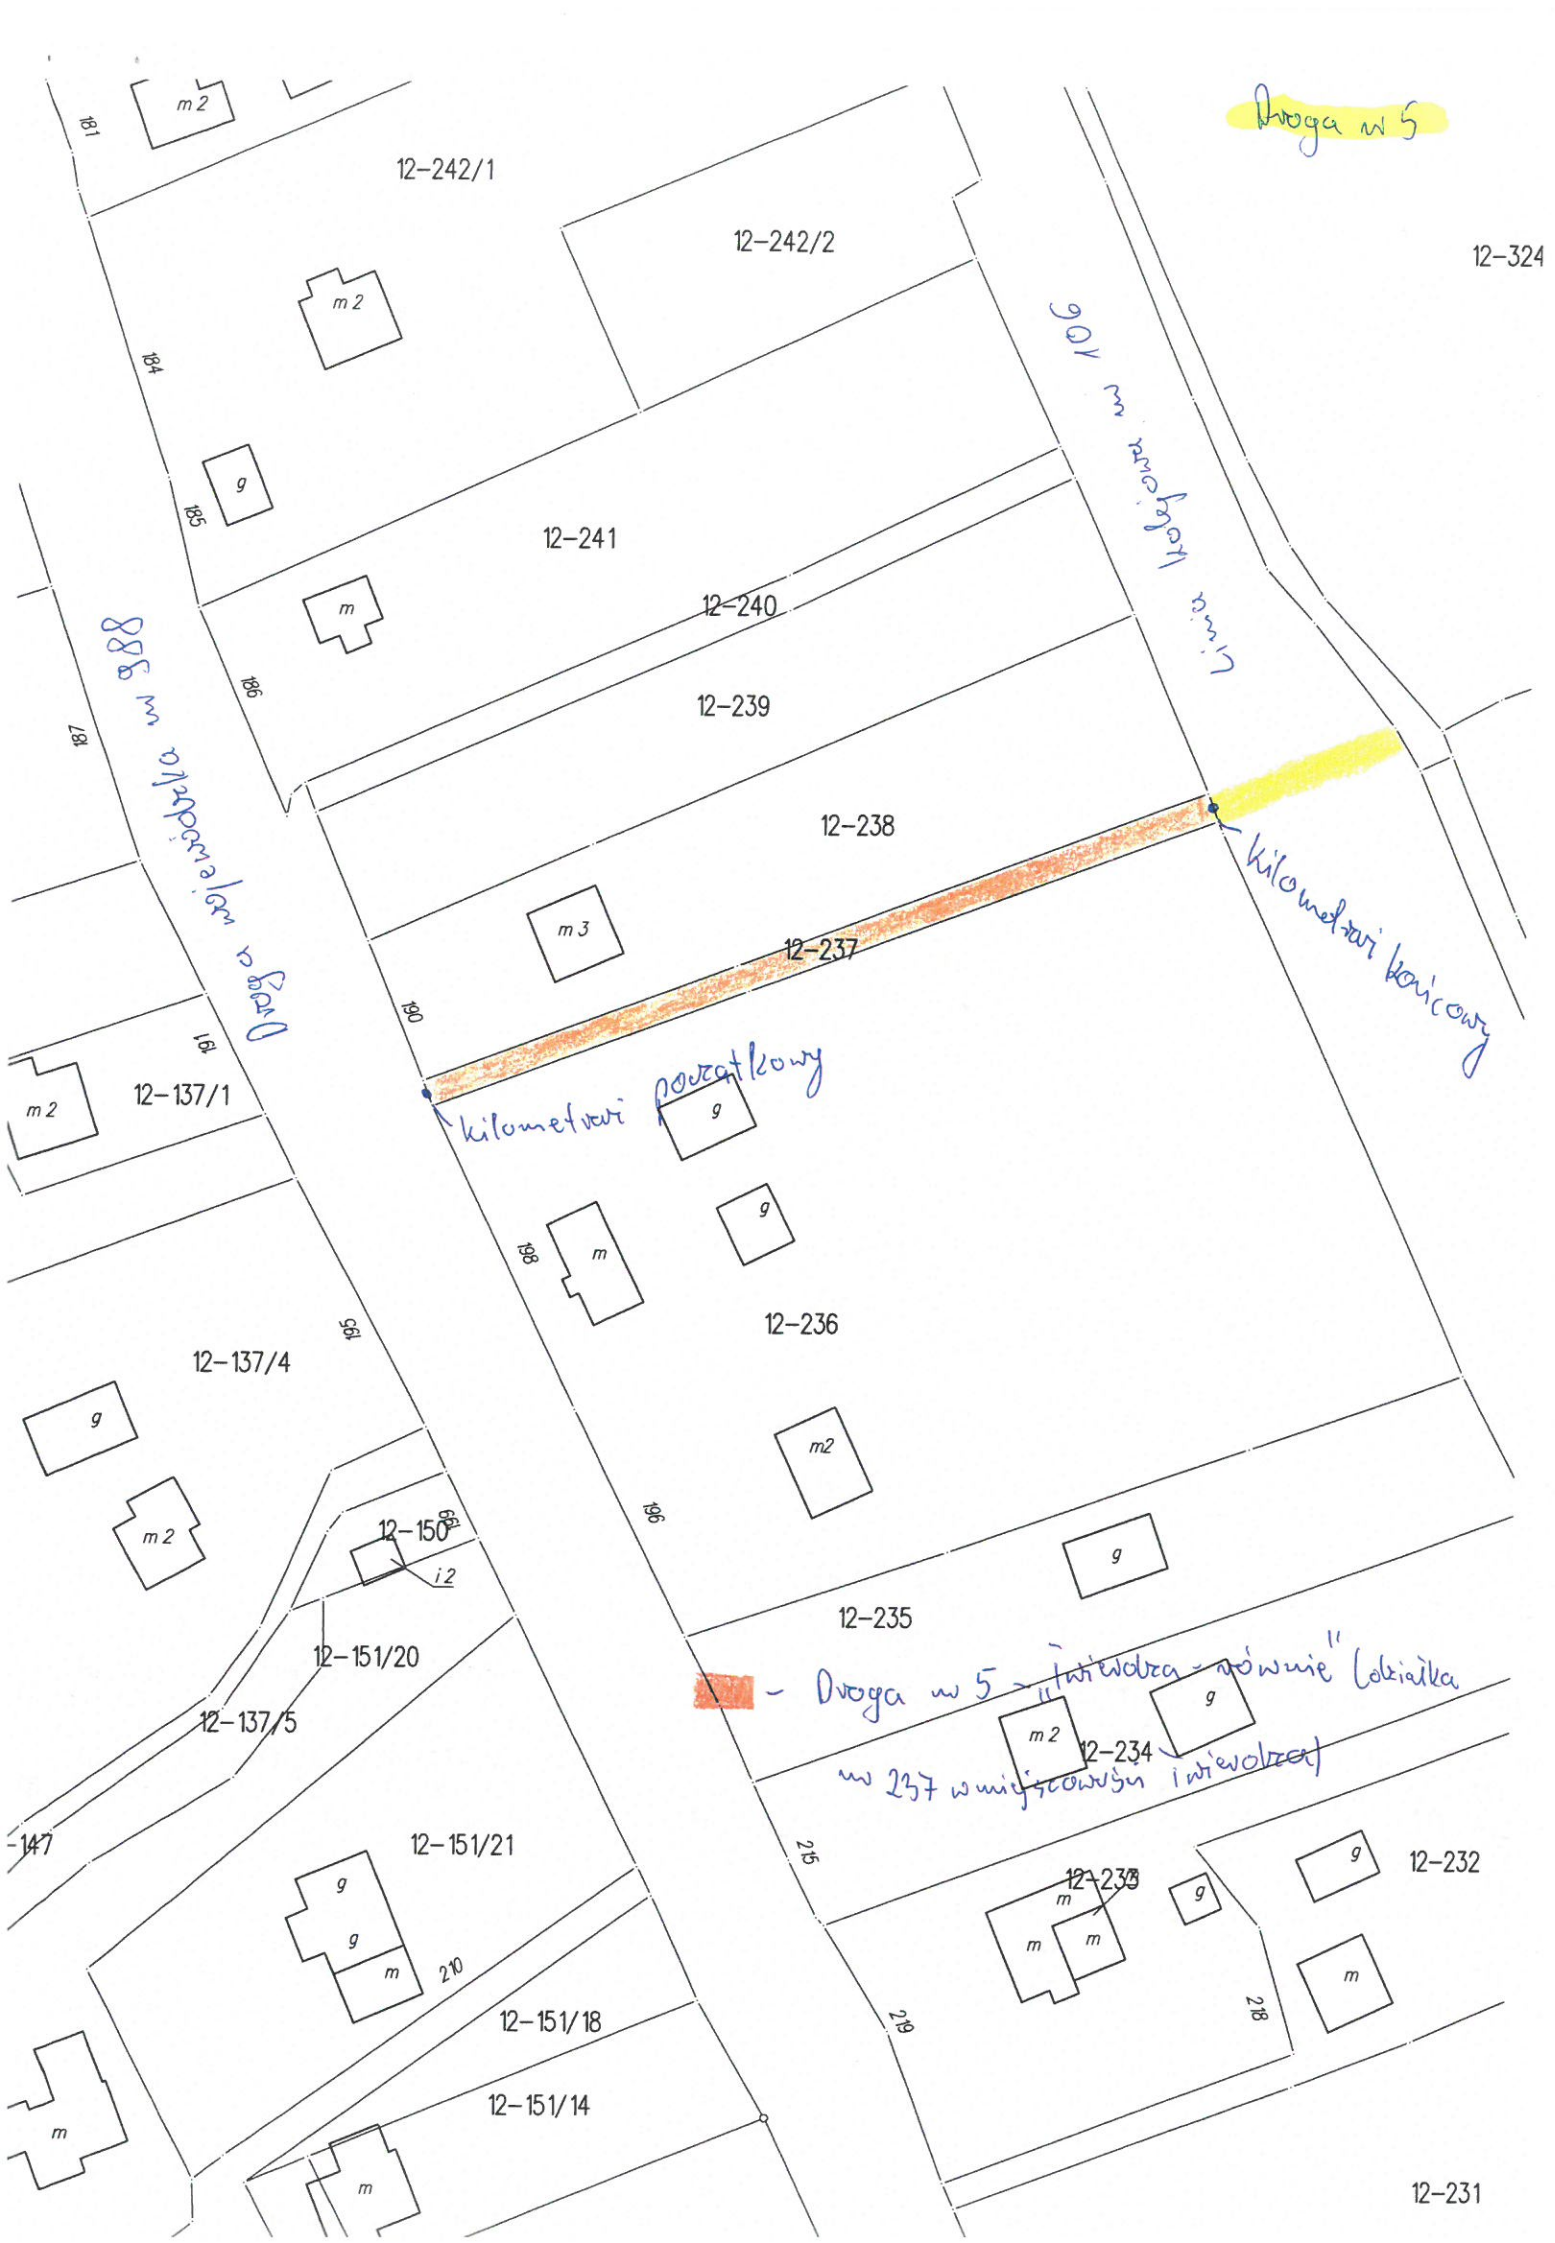 Droga nr 5
181
m 2
12-242/1
12-242/2
12-324
m 2
184
Linia kolejowa nr 106
g
185
12-241
m
12-240
186
12-239
Droga wojewódzka nr 988
187
12-238
m 3
12-237
kilometraż końcowy
190
191
12-137/1
m 2
kilometraż początkowy
g
g
198
m
12-236
195
12-137/4
g
m2
m 2
196
199
12-150
i 2
g
12-235
12-151/20
- Droga nr 5 - „Twierdza - równie" (działka
g
12-137/5
m 2
12-234
nr 237 w miejscowości Twierdza)
-147
12-151/21
215
g
12-232
12-233
g
g
m
g
m
m
m
m
210
218
12-151/18
219
12-151/14
m
m
12-231